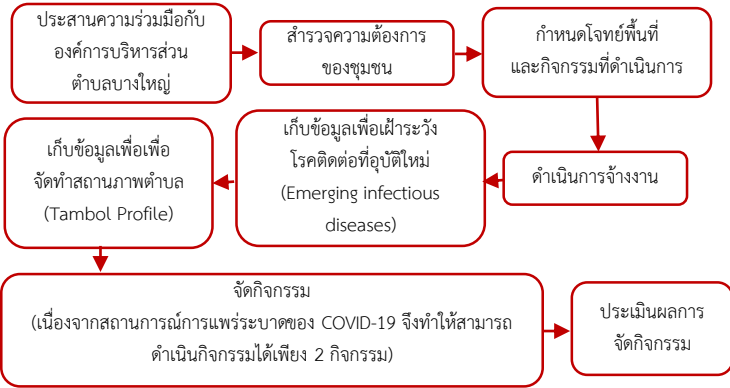 ประสานความร่วมมือกับ
องค์การบริหารส่วน
ตำบลบางใหญ่
สำรวจความต้องการ
ของชุมชน
กำหนดโจทย์พื้นที่
และกิจกรรมที่ดำเนินการ
ดำเนินการจ้างงาน
เก็บข้อมูลเพื่อเฝ้าระวัง
โรคติดต่อที่อุบัติใหม่
(Emerging infectious
diseases)
เก็บข้อมูลเพื่อเพื่อ
จัดทำสถานภาพตำบล
(Tambol Profile)
จัดกิจกรรม
(เนื่องจากสถานการณ์การแพร่ระบาดของ COVID-19 จึงทำให้สามารถ
ดำเนินกิจกรรมได้เพียง 2 กิจกรรม)
ประเมินผลการ
จัดกิจกรรม